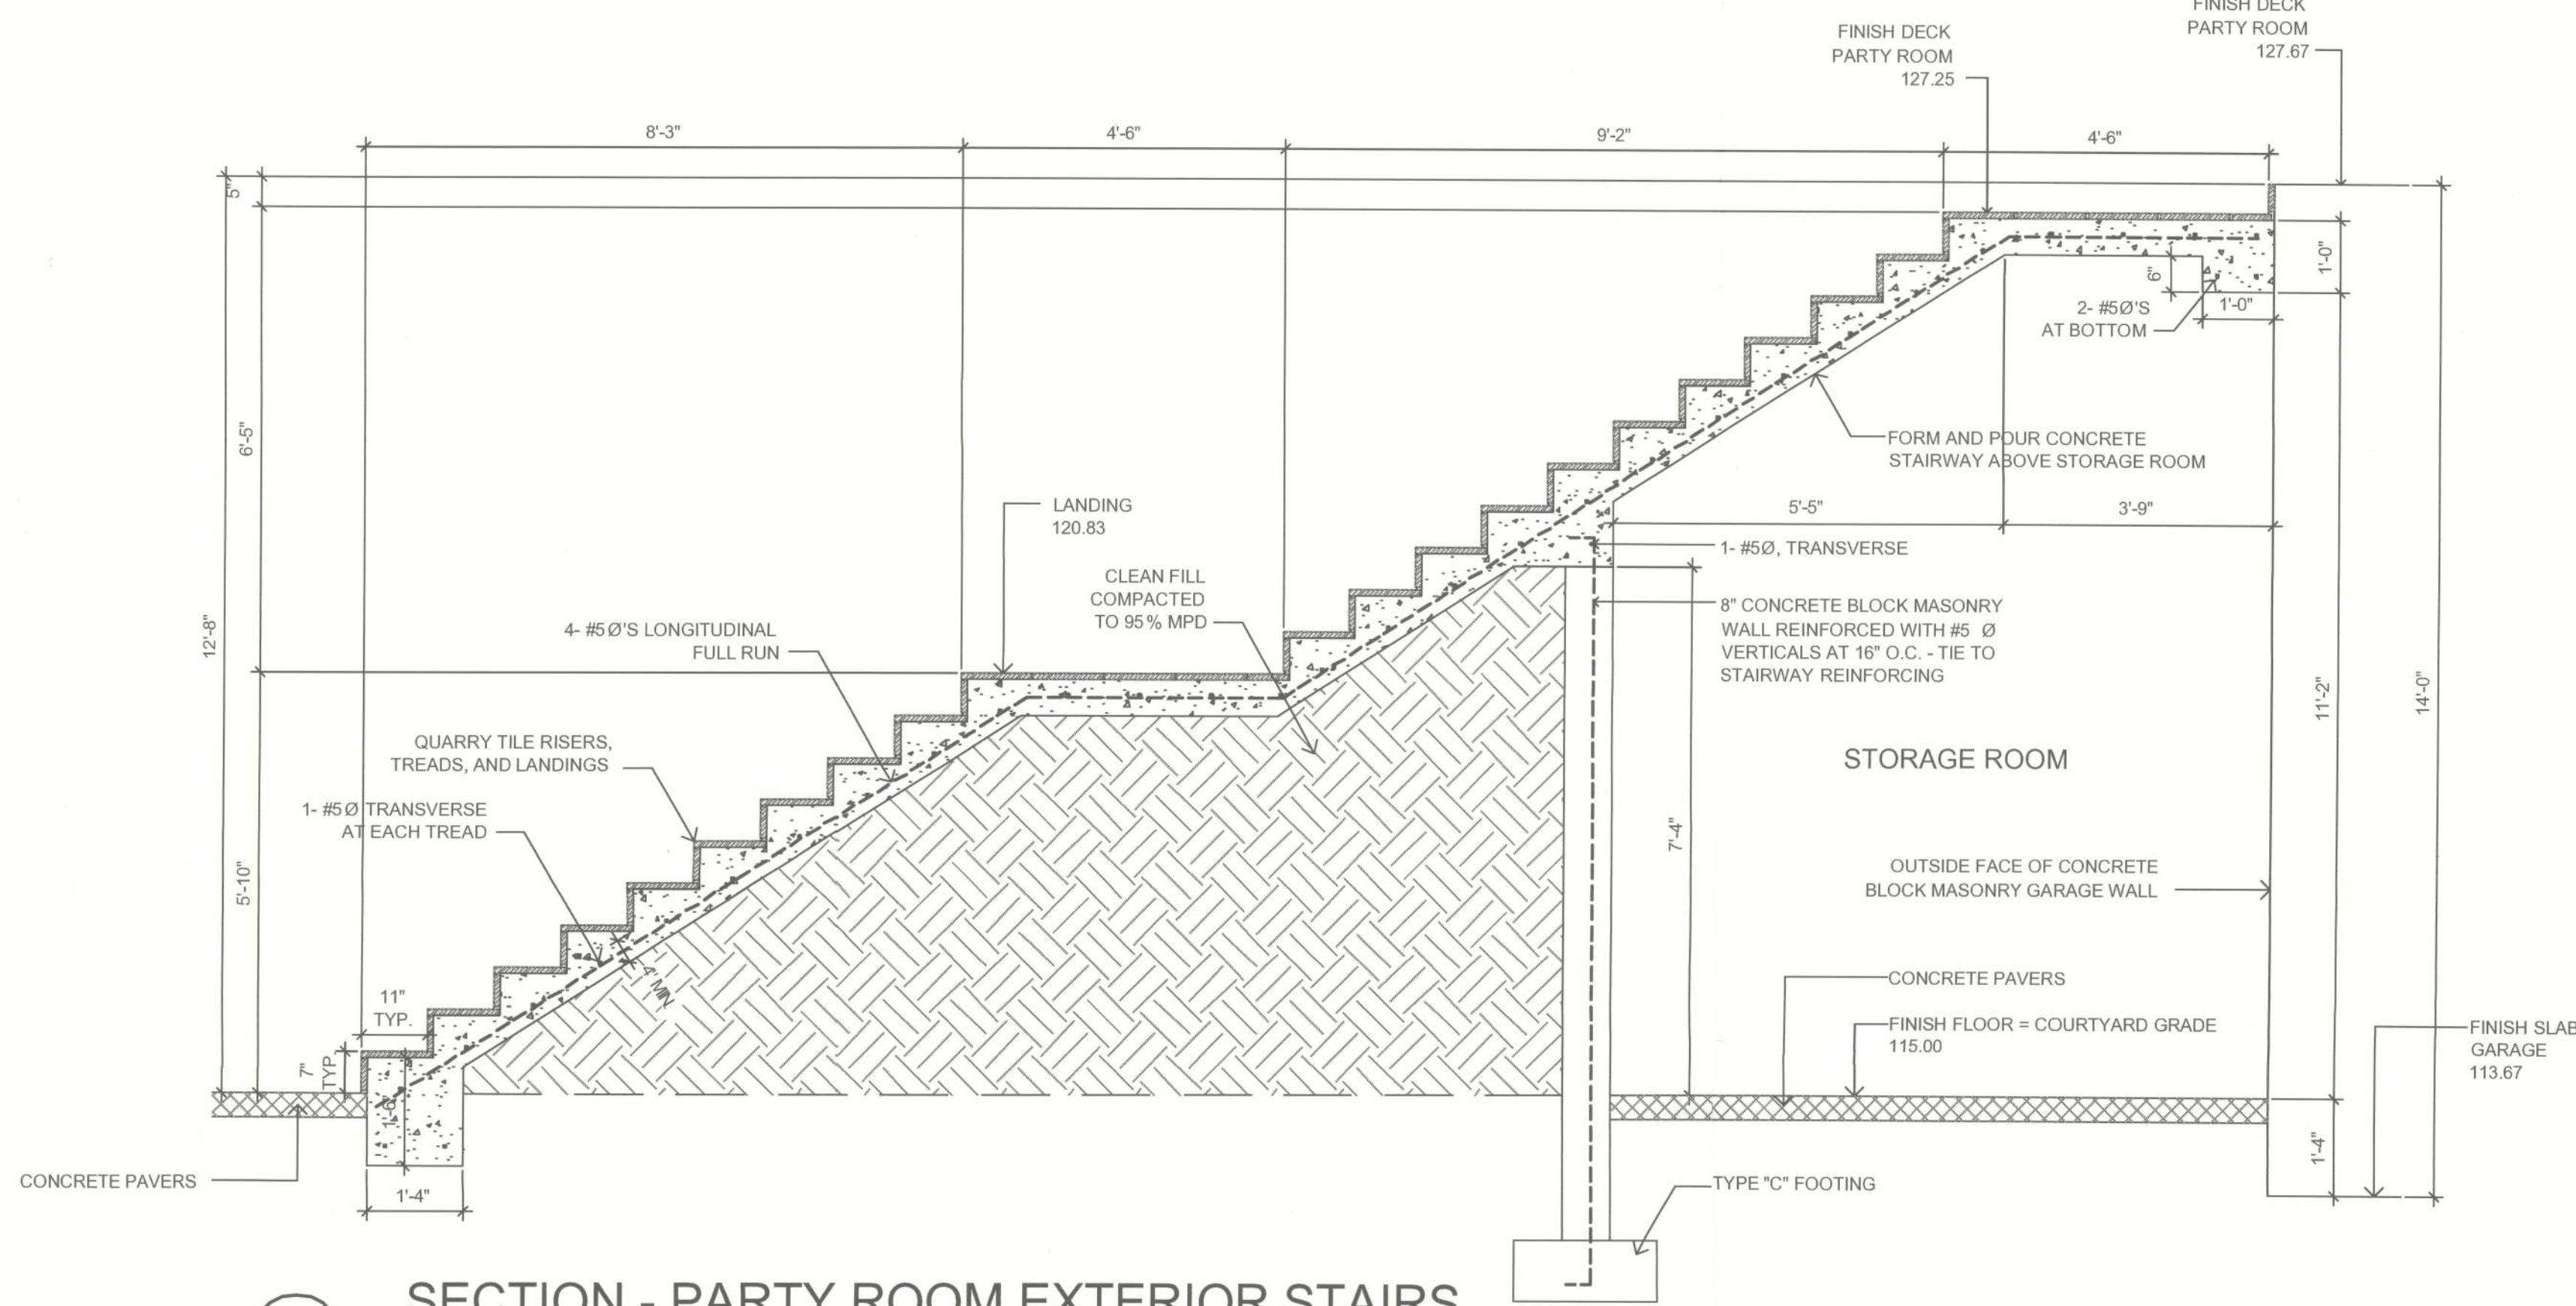 FINISH DECK
PARTY ROOM
127.67
FINISH DECK
PARTY ROOM
127.25
8'-3"
4'-6"
9'-2"
4'-6"
5"
6'-5"
12'-8"
5'-10"
1'-0"
6"
1'-0"
2- #5Ø'S
AT BOTTOM
FORM AND POUR CONCRETE
STAIRWAY ABOVE STORAGE ROOM
5'-5"
3'-9"
LANDING
120.83
1- #5Ø, TRANSVERSE
CLEAN FILL
COMPACTED
TO 95% MPD
8" CONCRETE BLOCK MASONRY
WALL REINFORCED WITH #5 Ø
VERTICALS AT 16" O.C. - TIE TO
STAIRWAY REINFORCING
4- #5Ø'S LONGITUDINAL
FULL RUN
11'-2"
14'-0"
STORAGE ROOM
QUARRY TILE RISERS,
TREADS, AND LANDINGS
1- #5Ø TRANSVERSE
AT EACH TREAD
7'-4"
OUTSIDE FACE OF CONCRETE
BLOCK MASONRY GARAGE WALL
4" MIN
11"
TYP.
7"
TYP
1'-6"
CONCRETE PAVERS
FINISH FLOOR = COURTYARD GRADE
115.00
FINISH SLAB
GARAGE
113.67
1'-4"
CONCRETE PAVERS
1'-4"
TYPE "C" FOOTING
SECTION - PARTY ROOM EXTERIOR STAIRS